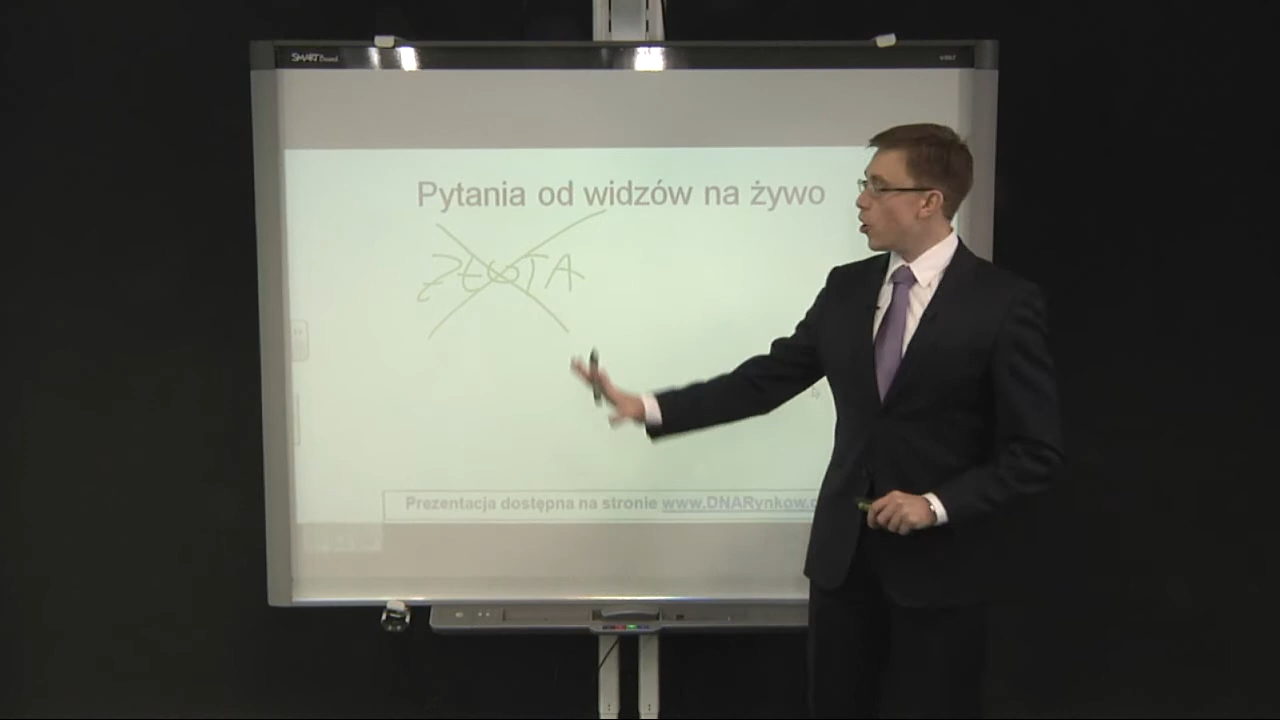 SMART Board
Pytania od widzów na żywo
ZŁOTA
Prezentacja dostępna na stronie www.DNARynkow.